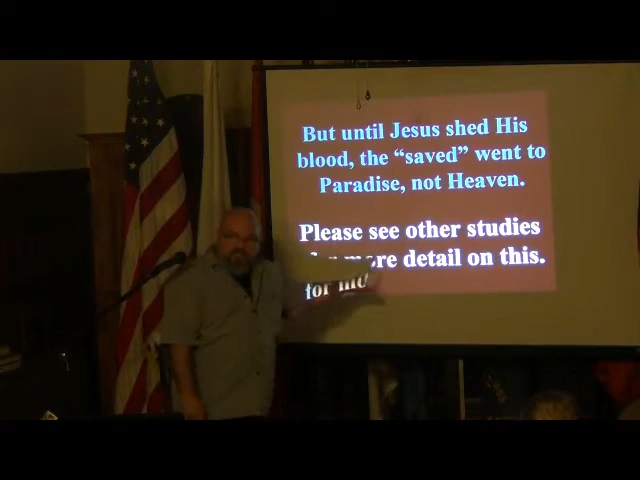 But until Jesus shed His
blood, the “saved” went to
Paradise, not Heaven.
Please see other studies
for more detail on this.